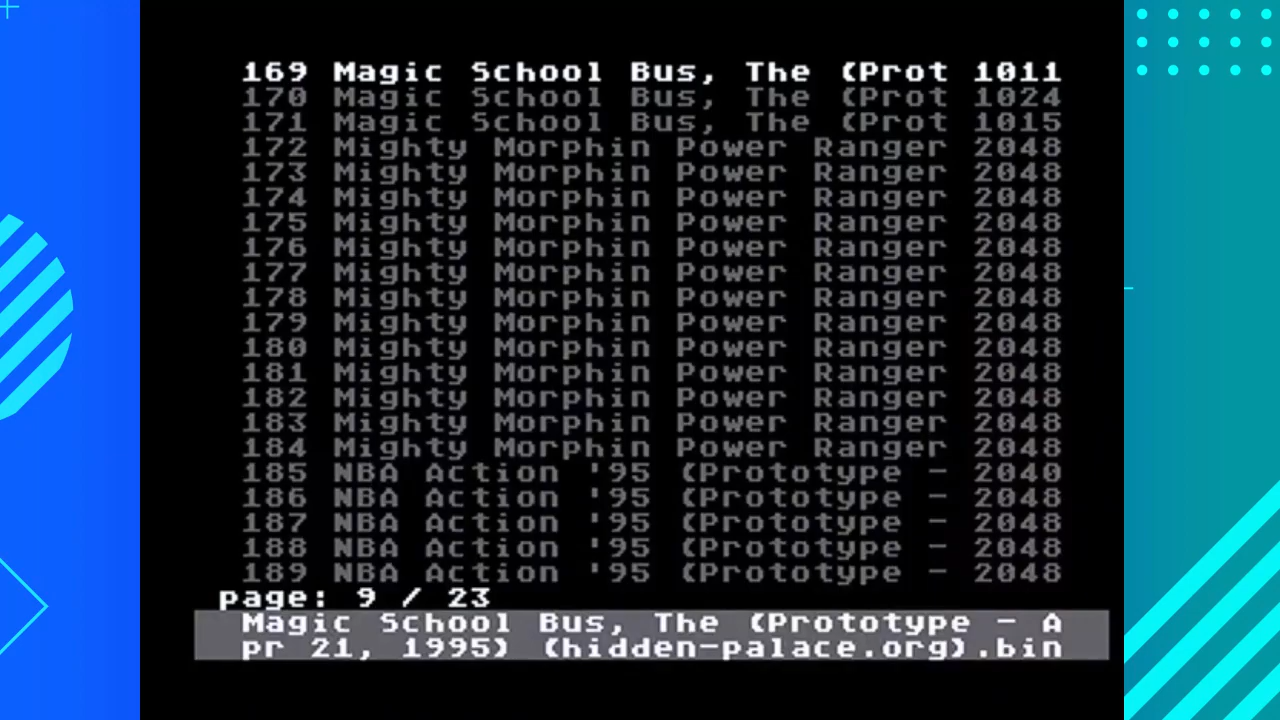 169 Magic School Bus, The (Prot 1011
170 Magic School Bus, The (Prot 1024
171 Magic School Bus, The (Prot 1015
172 Mighty Morphin Power Ranger 2048
173 Mighty Morphin Power Ranger 2048
174 Mighty Morphin Power Ranger 2048
175 Mighty Morphin Power Ranger 2048
176 Mighty Morphin Power Ranger 2048
177 Mighty Morphin Power Ranger 2048
178 Mighty Morphin Power Ranger 2048
179 Mighty Morphin Power Ranger 2048
180 Mighty Morphin Power Ranger 2048
181 Mighty Morphin Power Ranger 2048
182 Mighty Morphin Power Ranger 2048
183 Mighty Morphin Power Ranger 2048
184 Mighty Morphin Power Ranger 2048
185 NBA Action '95 (Prototype - 2040
186 NBA Action '95 (Prototype - 2048
187 NBA Action '95 (Prototype - 2048
188 NBA Action '95 (Prototype - 2048
189 NBA Action '95 (Prototype - 2048
page: 9 / 23
Magic School Bus, The (Prototype - A
pr 21, 1995) (hidden-palace.org).bin